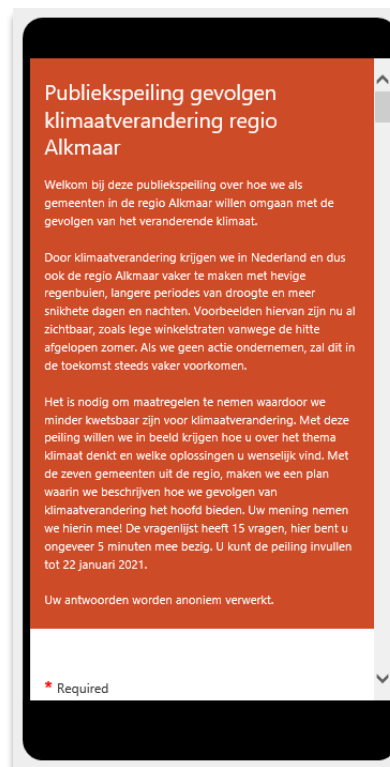 Publiekspeiling gevolgen
klimaatverandering regio
Alkmaar
Welkom bij deze publiekspeiling over hoe we als
gemeenten in de regio Alkmaar willen omgaan met de
gevolgen van het veranderende klimaat.
Door klimaatverandering krijgen we in Nederland en dus
ook de regio Alkmaar vaker te maken met hevige
regenbuien, langere periodes van droogte en meer
snikhete dagen en nachten. Voorbeelden hiervan zijn nu al
zichtbaar, zoals lege winkelstraten vanwege de hitte
afgelopen zomer. Als we geen actie ondernemen, zal dit in
de toekomst steeds vaker voorkomen.
Het is nodig om maatregelen te nemen waardoor we
minder kwetsbaar zijn voor klimaatverandering. Met deze
peiling willen we in beeld krijgen hoe u over het thema
klimaat denkt en welke oplossingen u wenselijk vind. Met
de zeven gemeenten uit de regio, maken we een plan
waarin we beschrijven hoe we gevolgen van
klimaatverandering het hoofd bieden. Uw mening nemen
we hierin mee! De vragenlijst heeft 15 vragen, hier bent u
ongeveer 5 minuten mee bezig. U kunt de peiling invullen
tot 22 januari 2021.
Uw antwoorden worden anoniem verwerkt.
* Required